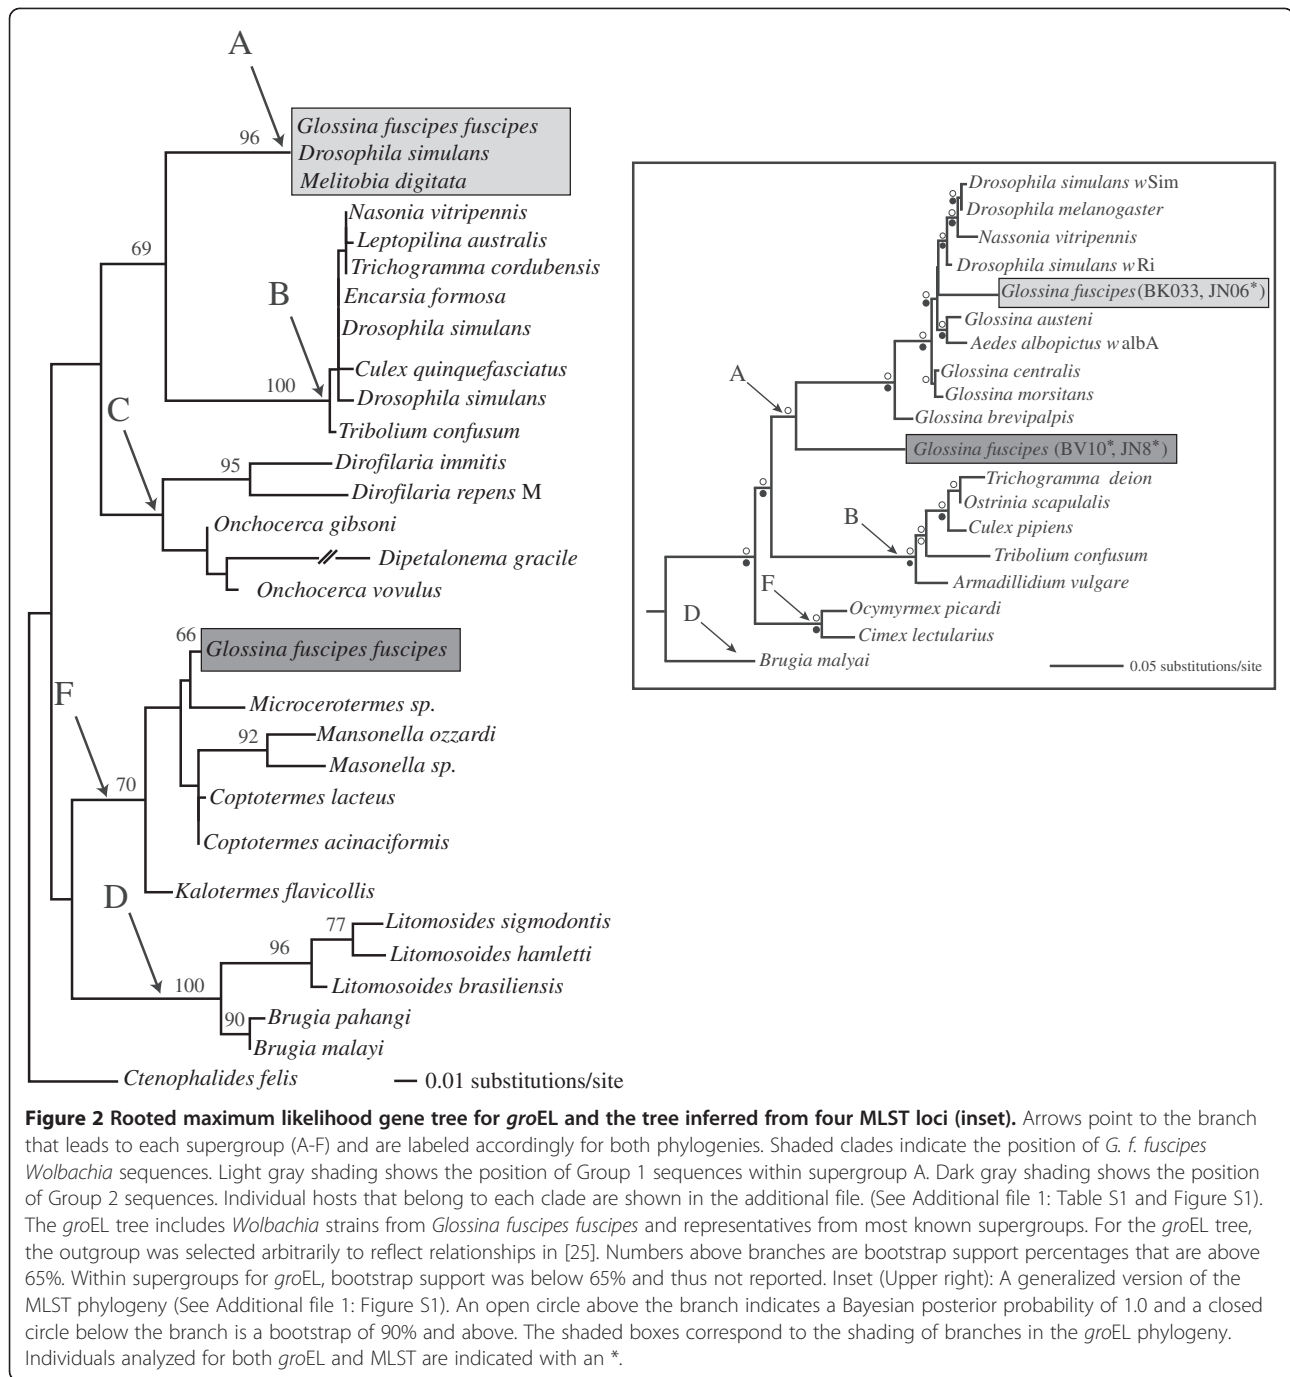 A
96
Glossina fuscipes fuscipes
Drosophila simulans
Melitobia digitata
69
Nasonia vitripennis
Leptopilina australis
Trichogramma cordubensis
B
Encarsia formosa
Drosophila simulans
Culex quinquefasciatus
100
Drosophila simulans
C
Tribolium confusum
95
Dirofilaria immitis
Dirofilaria repens M
Onchocerca gibsoni
Dipetalonema gracile
Onchocerca vovulus
66
Glossina fuscipes fuscipes
F
Microcerotermes sp.
92
Mansonella ozzardi
Masonella sp.
70
Coptotermes lacteus
Coptotermes acinaciformis
Kalotermes flavicollis
D
77
Litomosides sigmodontis
96
Litomosoides hamletti
100
Litomosoides brasiliensis
90
Brugia pahangi
Brugia malayi
Ctenophalides felis
0.01 substitutions/site
Drosophila simulans wSim
Drosophila melanogaster
Nassonia vitripennis
Drosophila simulans wRi
Glossina fuscipes (BK033, JN06*)
Glossina austeni
Aedes albopictus w albA
Glossina centralis
A
Glossina morsitans
Glossina brevipalpis
Glossina fuscipes (BV10*, JN8*)
Trichogramma deion
Ostrinia scapulalis
B
Culex pipiens
Tribolium confusum
F
Armadillidium vulgare
Ocymyrmex picardi
D
Cimex lectularius
Brugia malyai
0.05 substitutions/site
Figure 2 Rooted maximum likelihood gene tree for groEL and the tree inferred from four MLST loci (inset). Arrows point to the branch
that leads to each supergroup (A-F) and are labeled accordingly for both phylogenies. Shaded clades indicate the position of G. f. fuscipes
Wolbachia sequences. Light gray shading shows the position of Group 1 sequences within supergroup A. Dark gray shading shows the position
of Group 2 sequences. Individual hosts that belong to each clade are shown in the additional file. (See Additional file 1: Table S1 and Figure S1).
The groEL tree includes Wolbachia strains from Glossina fuscipes fuscipes and representatives from most known supergroups. For the groEL tree,
the outgroup was selected arbitrarily to reflect relationships in [25]. Numbers above branches are bootstrap support percentages that are above
65%. Within supergroups for groEL, bootstrap support was below 65% and thus not reported. Inset (Upper right): A generalized version of the
MLST phylogeny (See Additional file 1: Figure S1). An open circle above the branch indicates a Bayesian posterior probability of 1.0 and a closed
circle below the branch is a bootstrap of 90% and above. The shaded boxes correspond to the shading of branches in the groEL phylogeny.
Individuals analyzed for both groEL and MLST are indicated with an *.